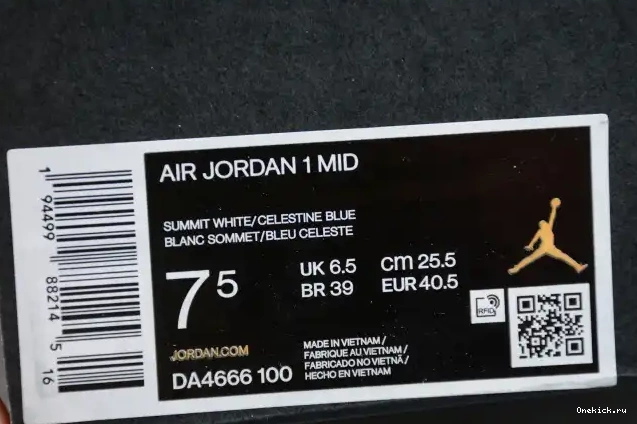 AIR JORDAN 1 MID
SUMMIT WHITE/CELESTINE BLUE
BLANC SOMMET/BLEU CELESTE
7 5
UK 6.5 cm 25.5
BR 39 EUR 40.5
RFID
JORDAN.COM
DA4666 100
MADE IN VIETNAM/
FABRIQUE AU VIETNAM/
FABRICADO NO VIETNÃ/
HECHO EN VIETNAM
1 94499 88214 5 16
Onekick.ru